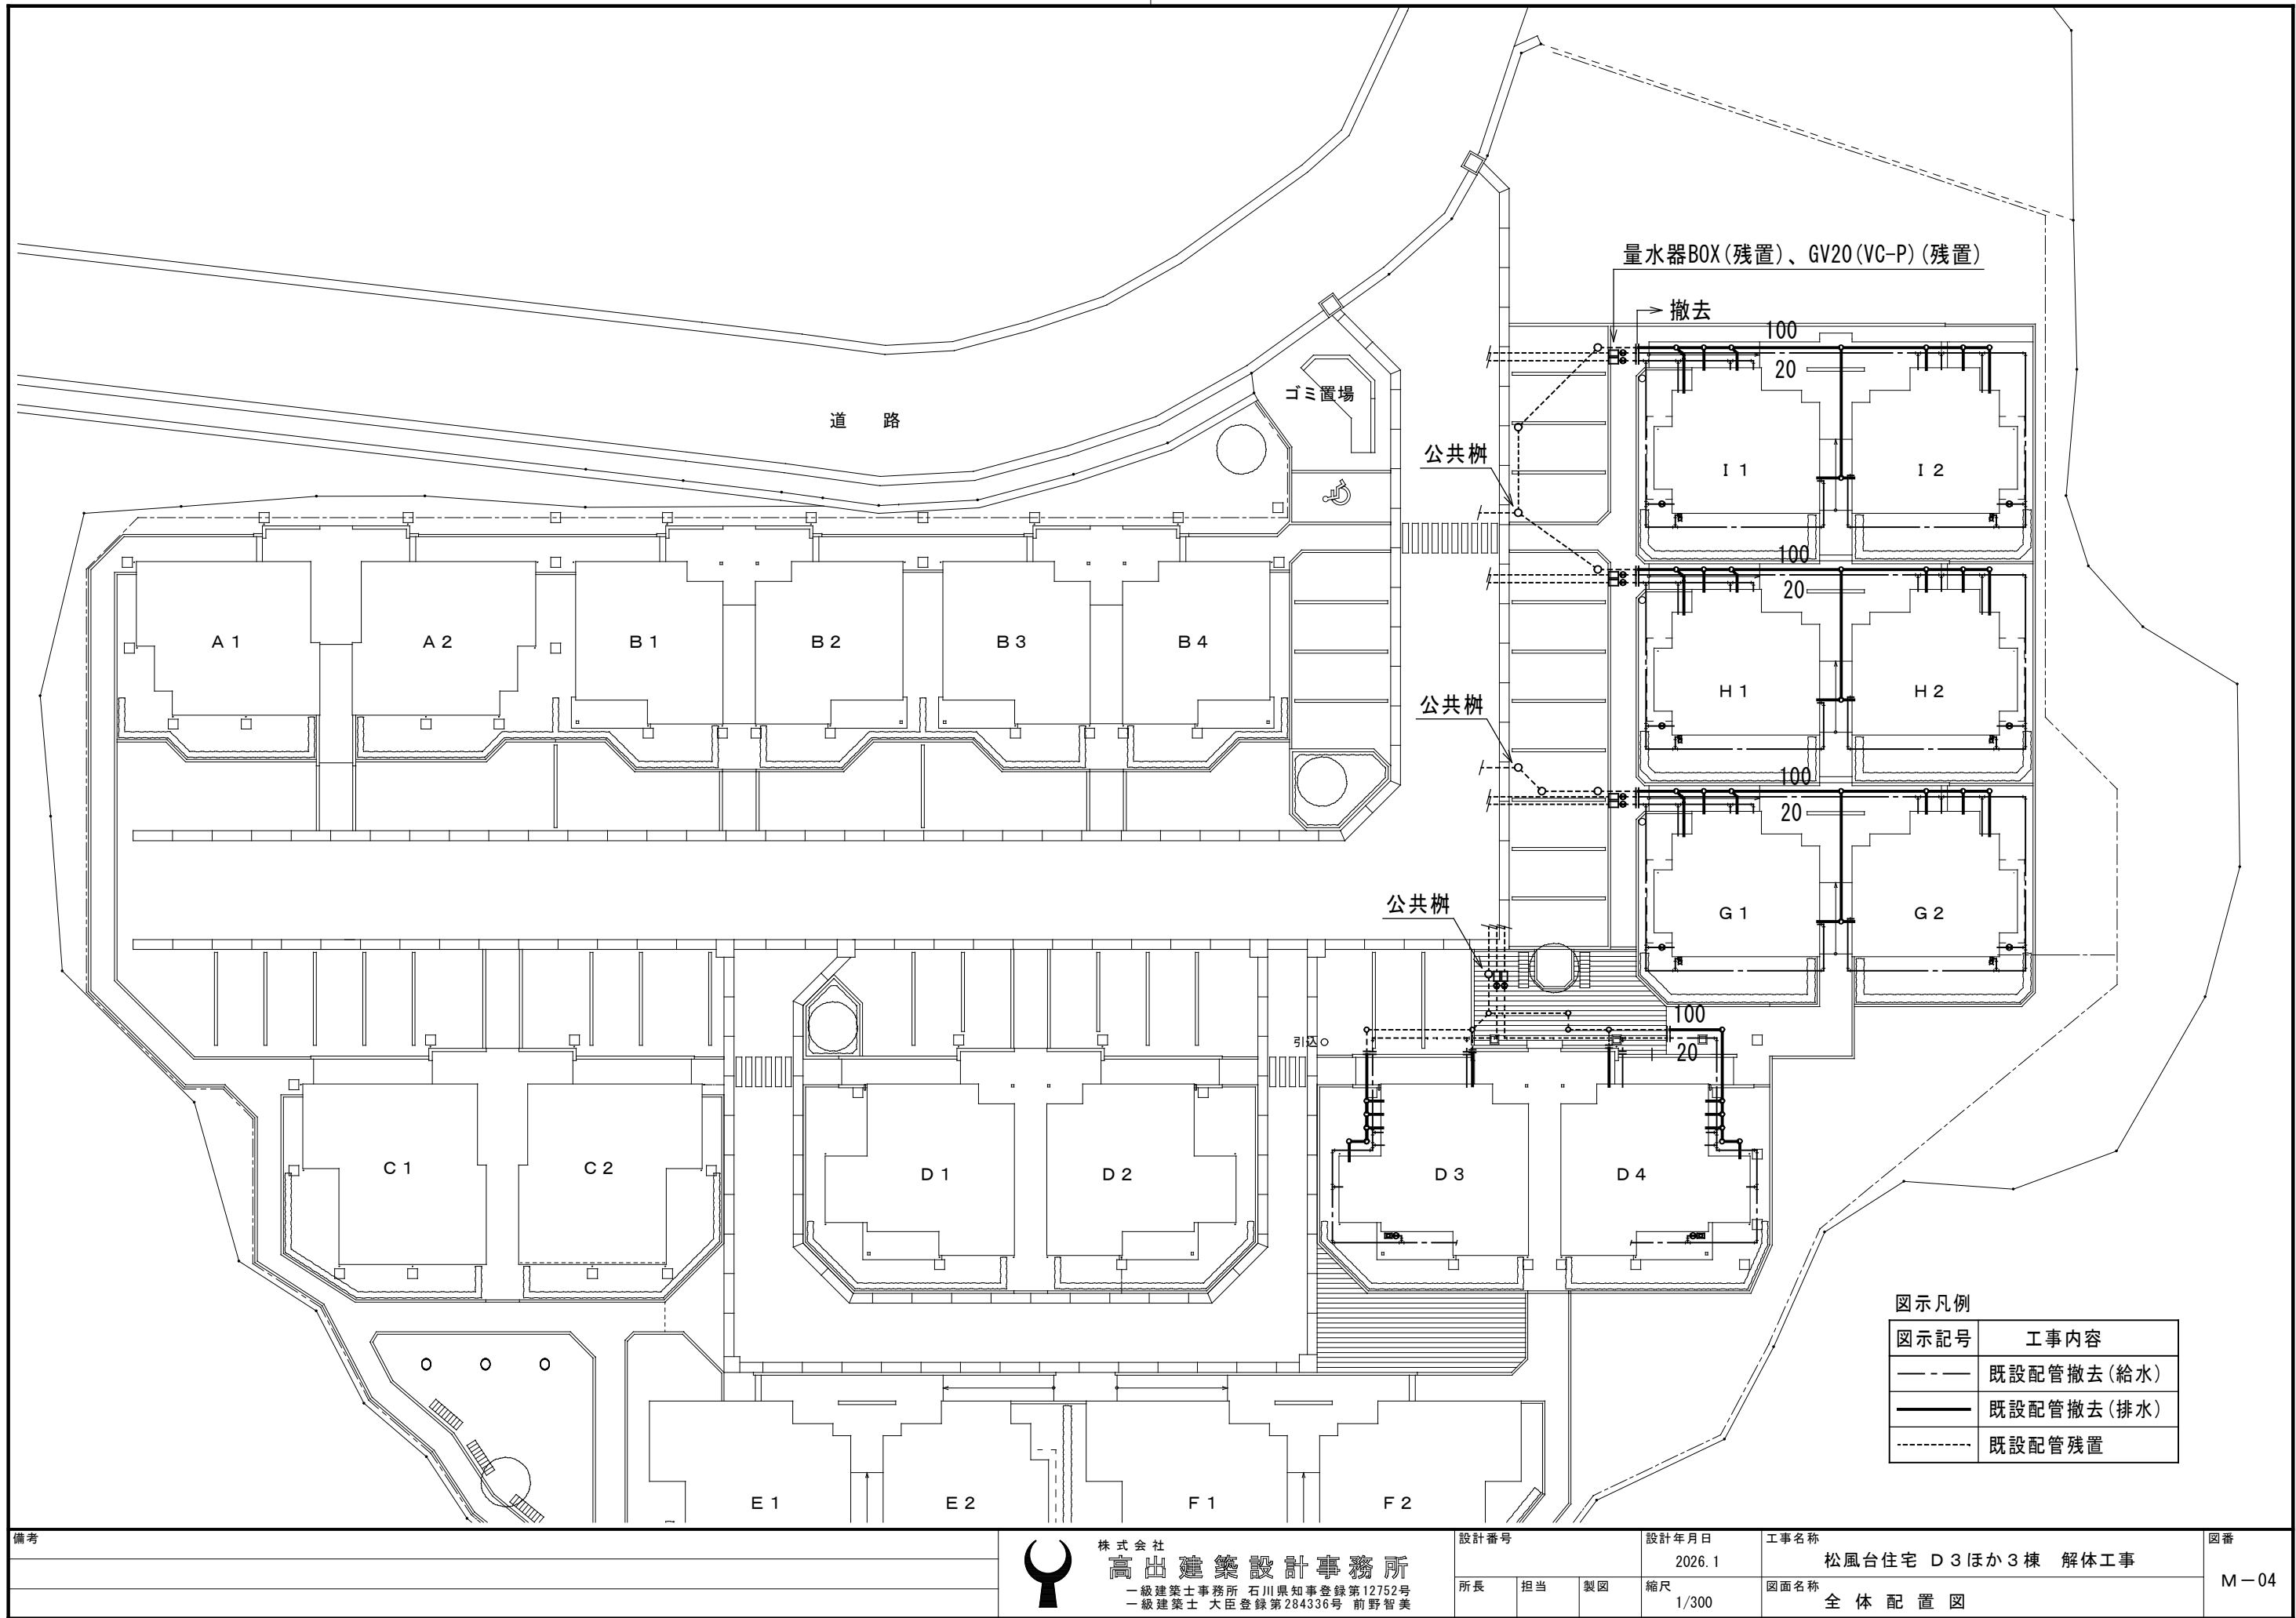 量水器BOX(残置)、GV20(VC-P)(残置)
撤去
100
20
ゴミ置場
道　路
公共桝
I 1
I 2
100
20
A 1
A 2
B 1
B 2
B 3
B 4
H 1
H 2
公共桝
100
20
公共桝
G 1
G 2
100
引込
20
C 1
C 2
D 1
D 2
D 3
D 4
図示凡例
図示記号 工事内容
既設配管撤去(給水)
既設配管撤去(排水)
既設配管残置
E 1
E 2
F 1
F 2
備考
株式会社
高出建築設計事務所
一級建築士事務所 石川県知事登録第12752号
一級建築士 大臣登録第284336号 前野智美
設計番号
所長 担当 製図
設計年月日
2026.1
縮尺
1/300
工事名称
松風台住宅 D3ほか3棟 解体工事
図面名称
全体配置図
図番
M-04